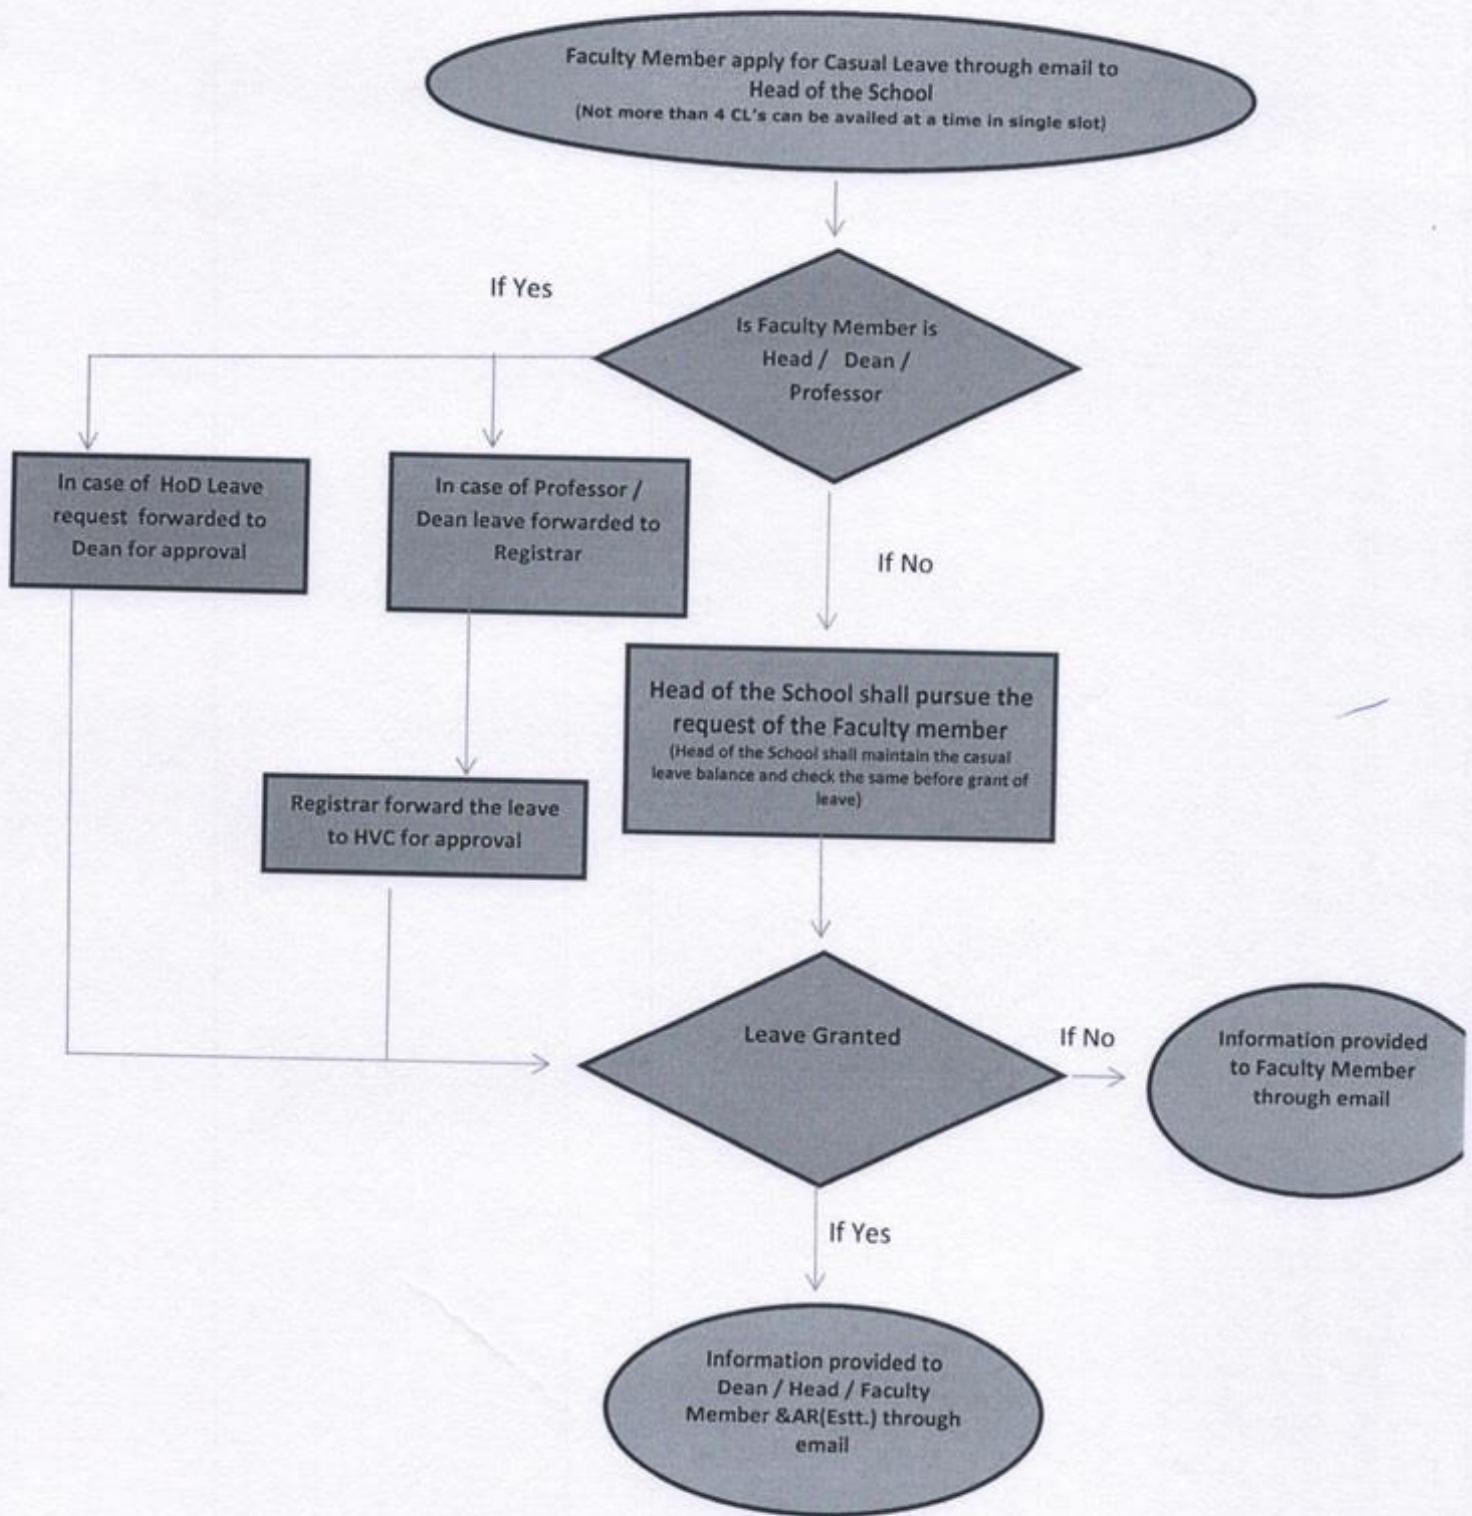 Faculty Member apply for Casual Leave through email to
Head of the School
(Not more than 4 CL's can be availed at a time in single slot)
If Yes
Is Faculty Member is
Head / Dean /
Professor
In case of HoD Leave
request forwarded to
Dean for approval
In case of Professor /
Dean leave forwarded to
Registrar
If No
Head of the School shall pursue the
request of the Faculty member
(Head of the School shall maintain the casual
leave balance and check the same before grant of
leave)
Registrar forward the leave
to HVC for approval
Leave Granted
If No
Information provided
to Faculty Member
through email
If Yes
Information provided to
Dean / Head / Faculty
Member &AR(Estt.) through
email